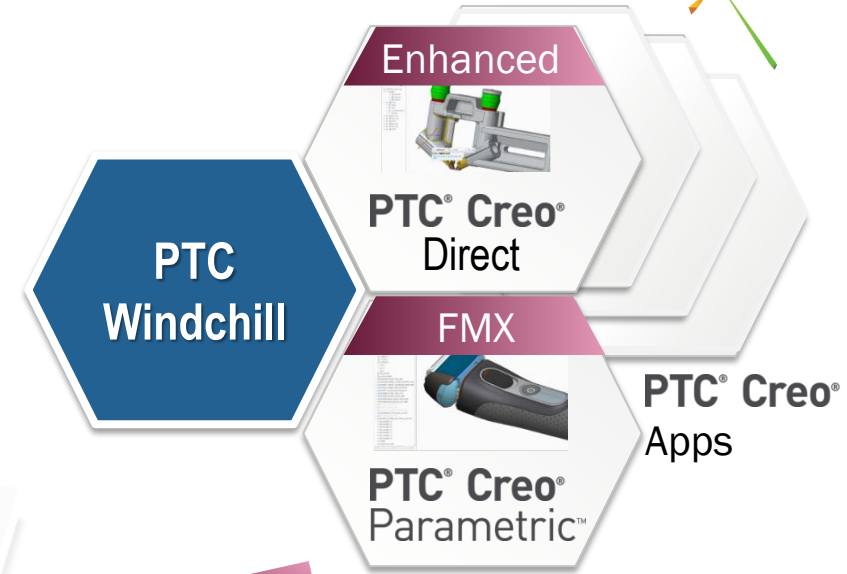 Enhanced
PTC® Creo®
Direct
PTC
Windchill
FMX
PTC® Creo®
Parametric™
PTC® Creo®
Apps